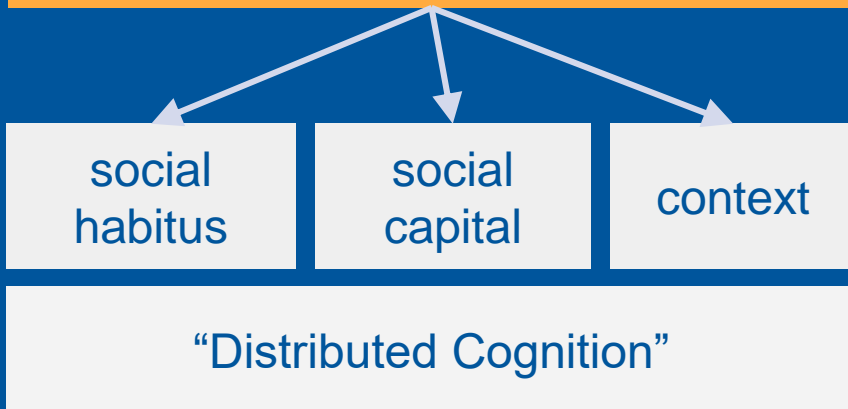 social
habitus
social
capital
context
“Distributed Cognition”